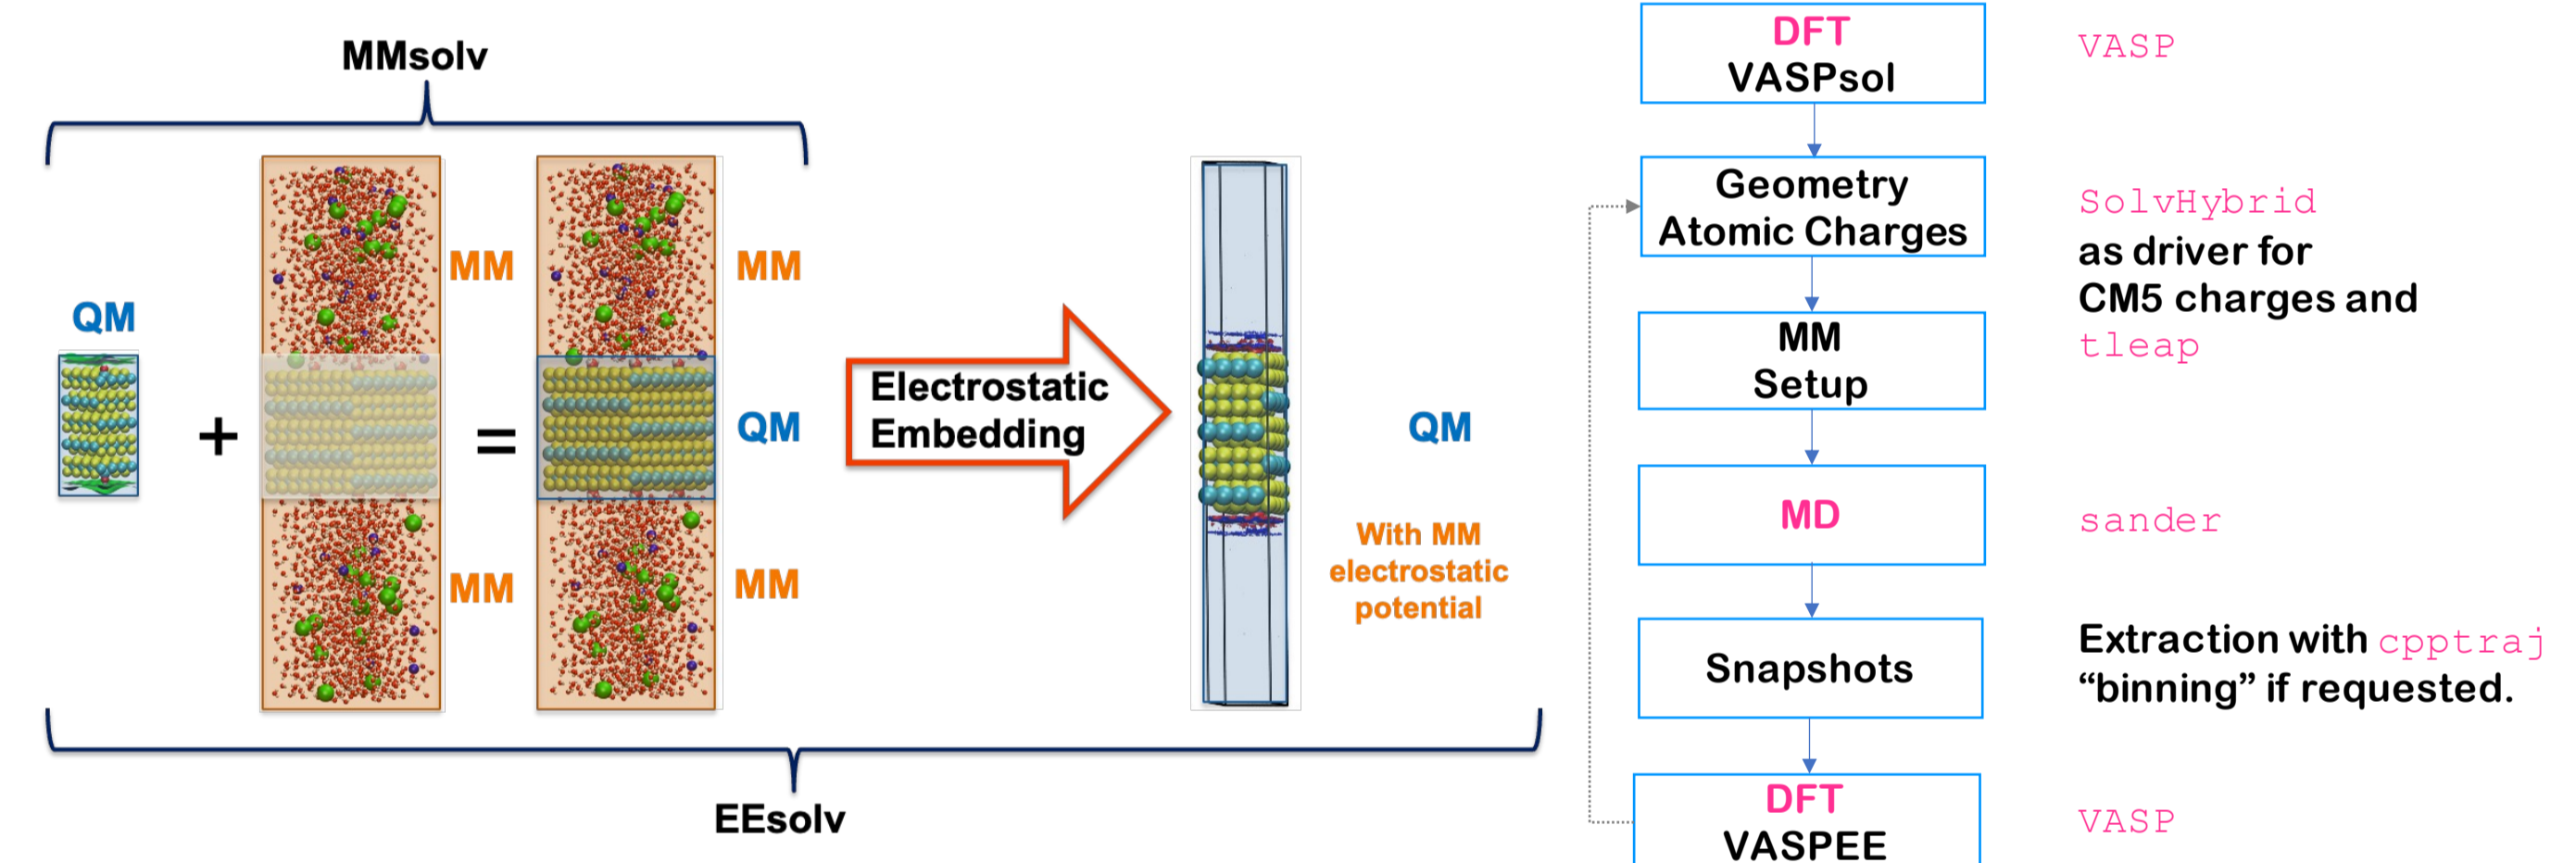 MMsolv
QM
+
MM
MM
=
MM
QM
MM
Electrostatic
Embedding
QM
With MM
electrostatic
potential
EEsolv
DFT
VASPsol
VASP
Geometry
Atomic Charges
SolvHybrid
as driver for
CM5 charges and
tleap
MM
Setup
MD
sander
Snapshots
Extraction with cpptraj
“binning” if requested.
DFT
VASPEE
VASP